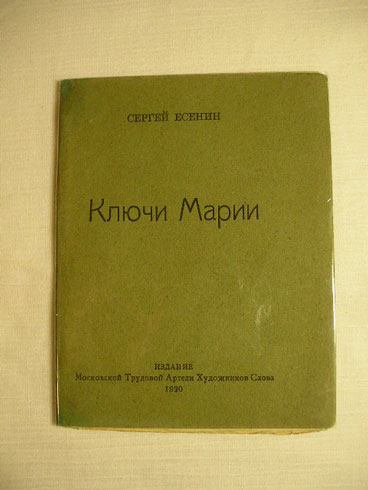 СЕРГЕЙ ЕСЕНИН
Ключи Марии
ИЗДАНИЕ
Московской Трудовой Артели Художников Слова
1920